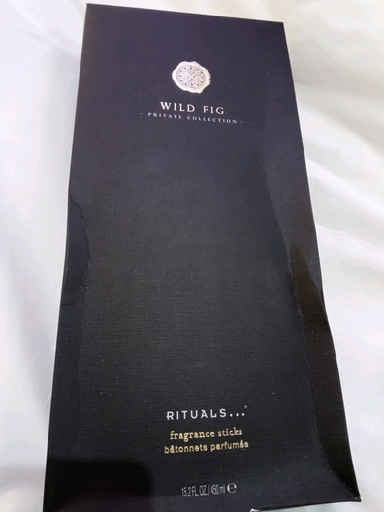 WILD FIG
- PRIVATE COLLECTION -
RITUALS...®
fragrance sticks
bâtonnets parfumés
15.2 FL. OZ. / 450 ml ℮